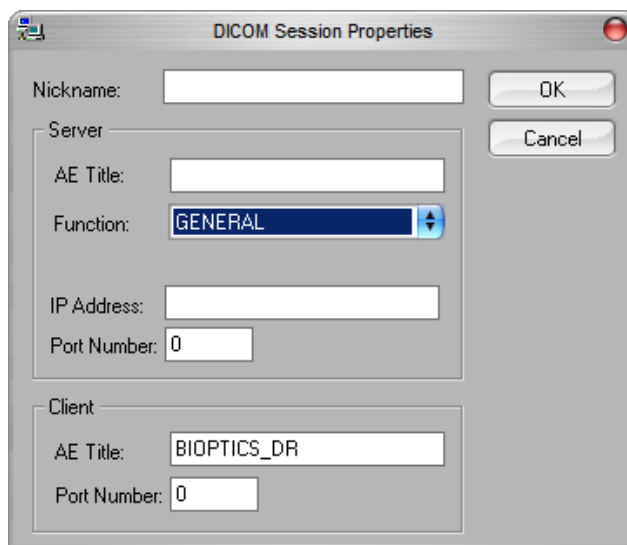 DICOM Session Properties
Nickname:
OK
Server
Cancel
AE Title:
Function: GENERAL
IP Address:
Port Number: 0
Client
AE Title: BIOPTICS_DR
Port Number: 0